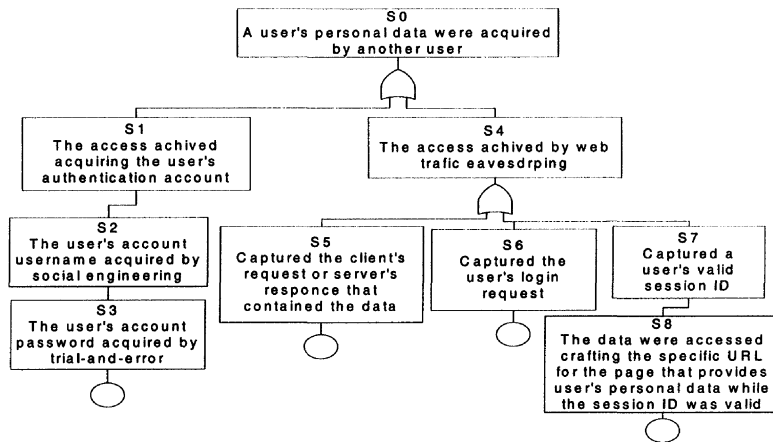 S0
A user's personal data were acquired
by another user
S1
The access achived
acquiring the user's
authentication account
S4
The access achived by web
trafic eavesdrping
S2
The user's account
username acquired by
social engineering
S5
Captured the client's
request or server's
responce that
contained the data
S6
Captured the
user's login
request
S7
Captured a
user's valid
session ID
S3
The user's account
password acquired by
trial-and-error
S8
The data were accessed
crafting the specific URL
for the page that provides
user's personal data while
the session ID was valid